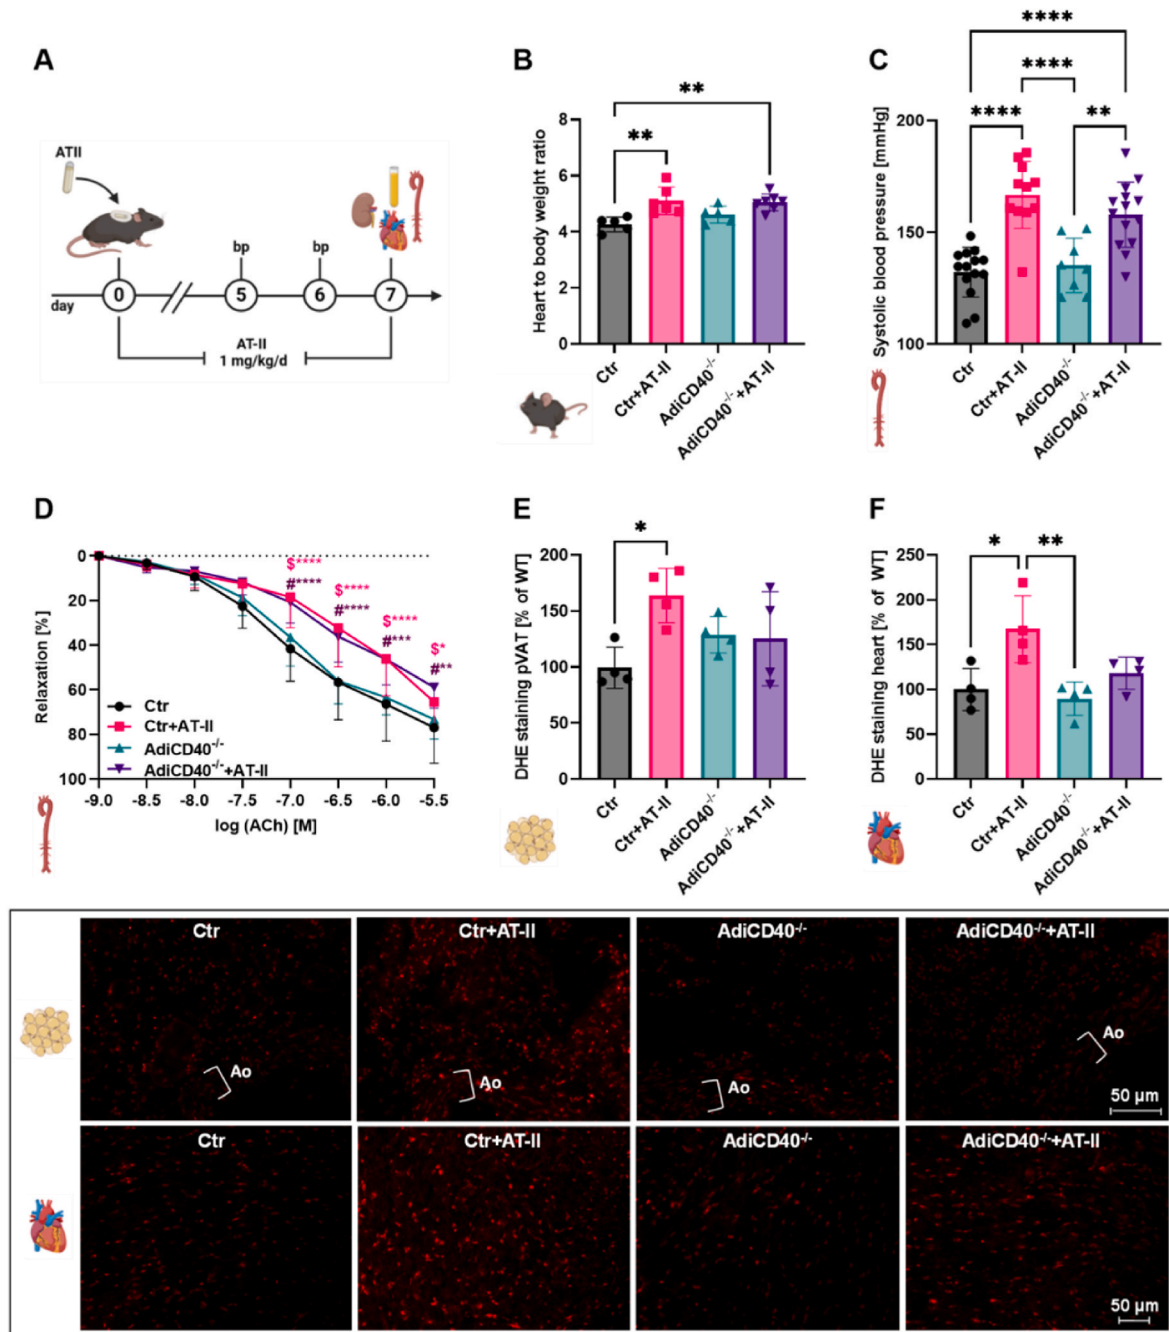 A
ATII
bp
bp
day
0
5
6
7
AT-II
1 mg/kg/d
B
**
**
Heart to body weight ratio
8
6
4
2
0
Ctr
Ctr+AT-II
AdiCD40-/-
AdiCD40-/-+AT-II
C
****
****
****
**
Systolic blood pressure [mmHg]
200
150
100
Ctr
Ctr+AT-II
AdiCD40-/-
AdiCD40-/-+AT-II
D
Relaxation [%]
0
20
40
60
80
100
$****
#****
$****
#****
$****
#***
$*
#**
Ctr
Ctr+AT-II
AdiCD40-/-
AdiCD40-/-+AT-II
-9.0 -8.5 -8.0 -7.5 -7.0 -6.5 -6.0 -5.5
log (ACh) [M]
E
*
DHE staining pVAT [% of WT]
200
150
100
50
0
Ctr
Ctr+AT-II
AdiCD40-/-
AdiCD40-/-+AT-II
F
* **
DHE staining heart [% of WT]
250
200
150
100
50
0
Ctr
Ctr+AT-II
AdiCD40-/-
AdiCD40-/-+AT-II
Ctr
Ctr+AT-II
AdiCD40-/-
AdiCD40-/-+AT-II
Ao
Ao
Ao
Ao
50 µm
Ctr
Ctr+AT-II
AdiCD40-/-
AdiCD40-/-+AT-II
50 µm